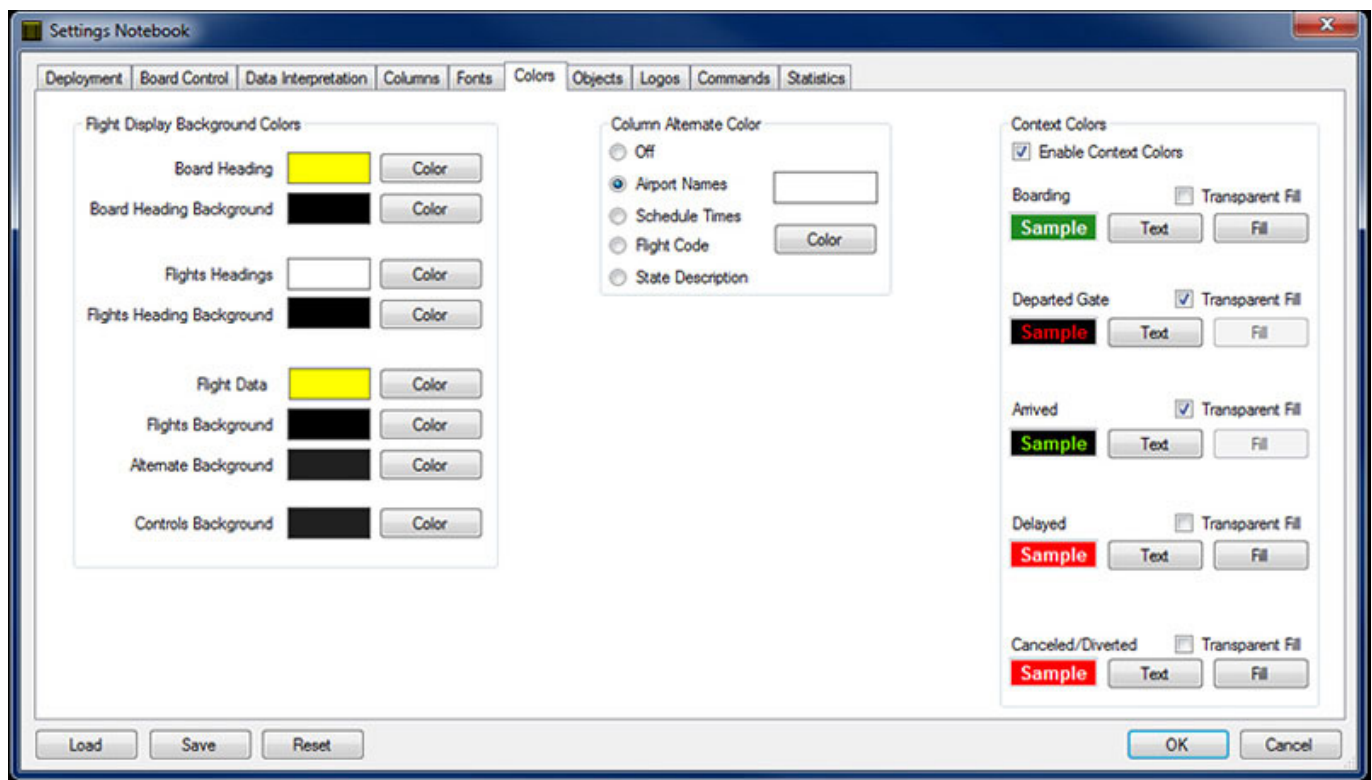 Settings Notebook
Deployment Board Control Data Interpretation Columns Fonts Colors Objects Logos Commands Statistics
Flight Display Background Colors
Board Heading Color
Board Heading Background Color
Flights Headings Color
Flights Heading Background Color
Flight Data Color
Flights Background Color
Alternate Background Color
Controls Background Color
Column Alternate Color
Off
Airport Names
Schedule Times
Flight Code
State Description
Color
Context Colors
Enable Context Colors
Boarding Transparent Fill
Sample Text Fill
Departed Gate Transparent Fill
Sample Text Fill
Arrived Transparent Fill
Sample Text Fill
Delayed Transparent Fill
Sample Text Fill
Canceled/Diverted Transparent Fill
Sample Text Fill
Load Save Reset OK Cancel